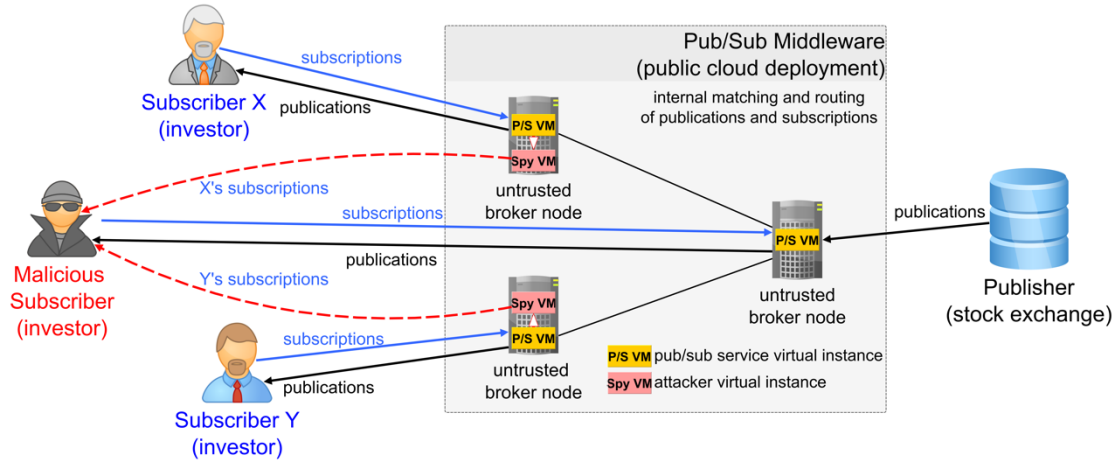 subscriptions
publications
Subscriber X
(investor)
Pub/Sub Middleware
(public cloud deployment)
internal matching and routing
of publications and subscriptions
P/S VM
Spy VM
untrusted
broker node
X's subscriptions
subscriptions
publications
Malicious
Subscriber
(investor)
Y's subscriptions
P/S VM
untrusted
broker node
publications
Publisher
(stock exchange)
Spy VM
P/S VM
untrusted
broker node
subscriptions
publications
Subscriber Y
(investor)
P/S VM pub/sub service virtual instance
Spy VM attacker virtual instance